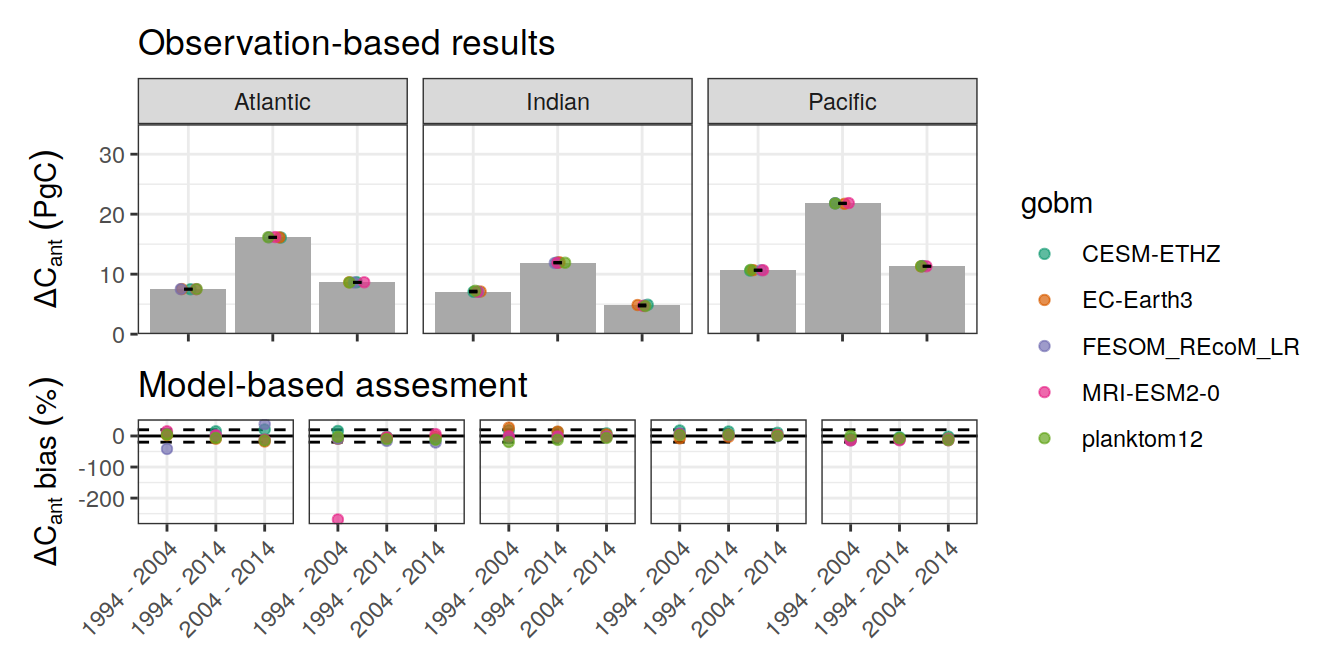 Observation-based results
Atlantic
Indian
Pacific
ΔCant (PgC)
30
20
10
0
gobm
CESM-ETHZ
EC-Earth3
FESOM_REcoM_LR
MRI-ESM2-0
planktom12
Model-based assesment
ΔCant bias (%)
0
-100
-200
1994 - 2004
1994 - 2014
2004 - 2014
1994 - 2004
1994 - 2014
2004 - 2014
1994 - 2004
1994 - 2014
2004 - 2014
1994 - 2004
1994 - 2014
2004 - 2014
1994 - 2004
1994 - 2014
2004 - 2014